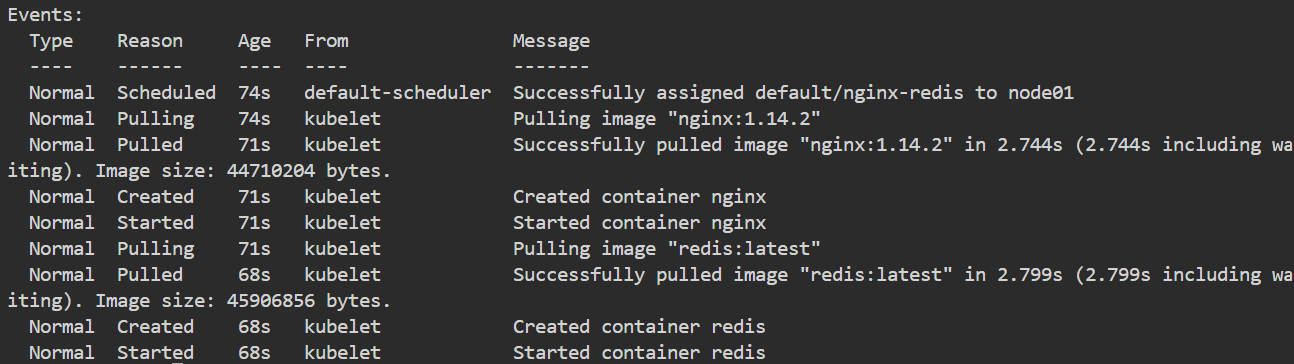 Events:
  Type    Reason     Age   From               Message
  ----    ------     ----  ----               -------
  Normal  Scheduled  74s   default-scheduler  Successfully assigned default/nginx-redis to node01
  Normal  Pulling    74s   kubelet            Pulling image "nginx:1.14.2"
  Normal  Pulled     71s   kubelet            Successfully pulled image "nginx:1.14.2" in 2.744s (2.744s including wa
iting). Image size: 44710204 bytes.
  Normal  Created    71s   kubelet            Created container nginx
  Normal  Started    71s   kubelet            Started container nginx
  Normal  Pulling    71s   kubelet            Pulling image "redis:latest"
  Normal  Pulled     68s   kubelet            Successfully pulled image "redis:latest" in 2.799s (2.799s including wa
iting). Image size: 45906856 bytes.
  Normal  Created    68s   kubelet            Created container redis
  Normal  Started    68s   kubelet            Started container redis